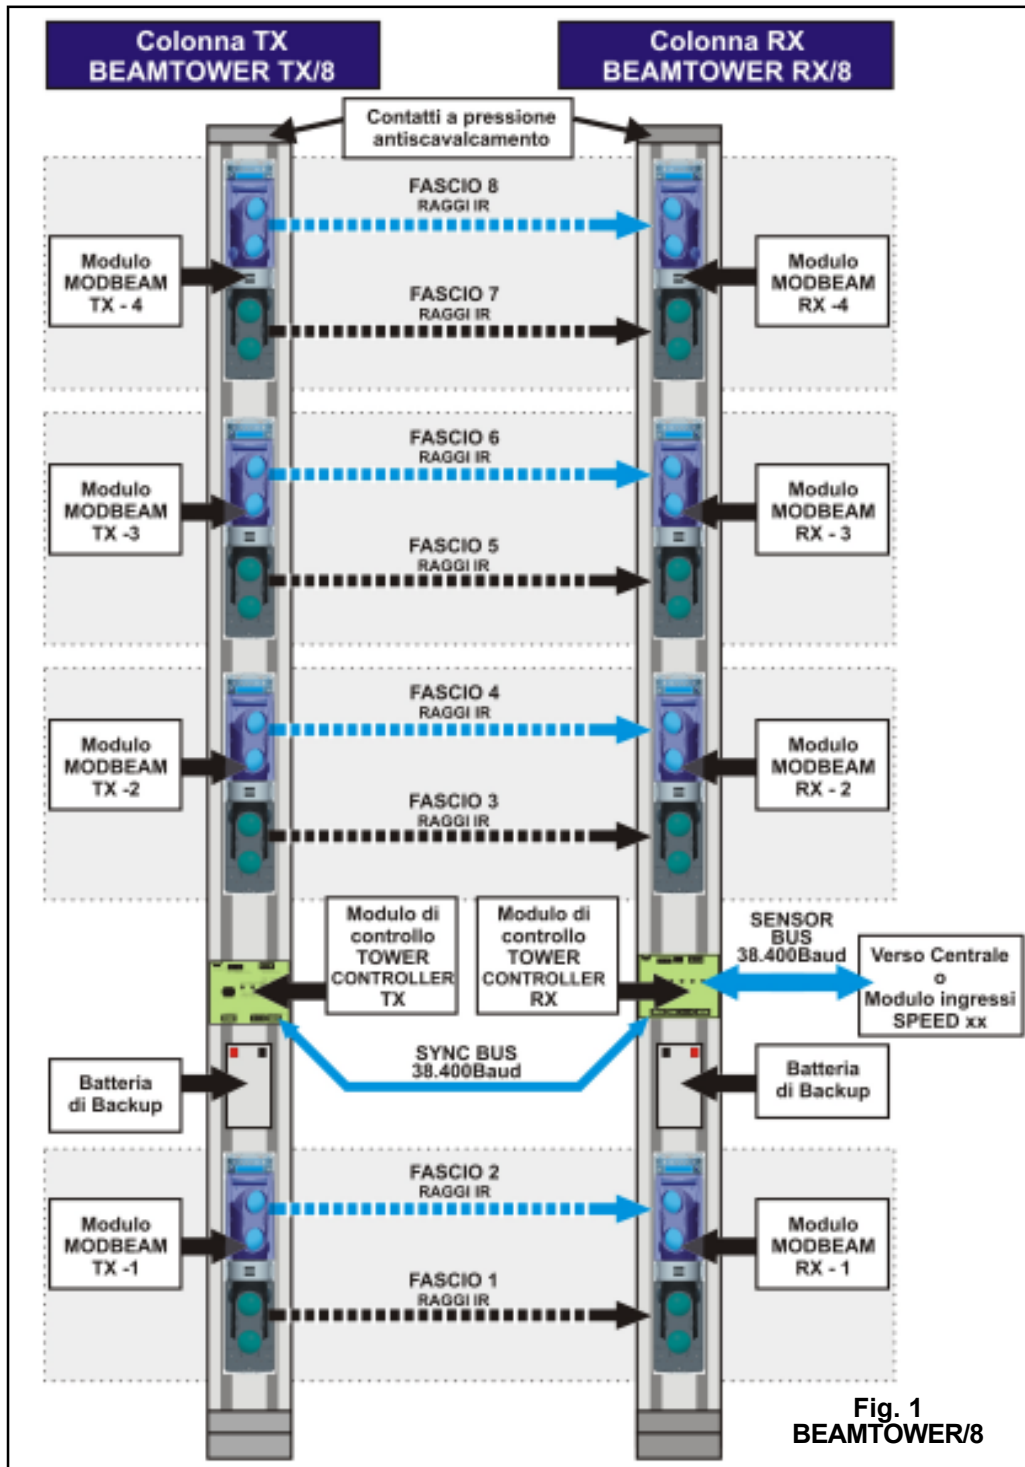 Colonna TX
BEAMTOWER TX/8
Colonna RX
BEAMTOWER RX/8
Contatti a pressione
antiscavalcamento
FASCIO 8
RAGGI IR
Modulo
MODBEAM
TX - 4
Modulo
MODBEAM
RX -4
FASCIO 7
RAGGI IR
FASCIO 6
RAGGI IR
Modulo
MODBEAM
TX -3
Modulo
MODBEAM
RX - 3
FASCIO 5
RAGGI IR
FASCIO 4
RAGGI IR
Modulo
MODBEAM
TX -2
Modulo
MODBEAM
RX - 2
FASCIO 3
RAGGI IR
Modulo di
controllo
TOWER
CONTROLLER
TX
Modulo di
controllo
TOWER
CONTROLLER
RX
SENSOR
BUS
38.400Baud
Verso Centrale
o
Modulo ingressi
SPEED xx
SYNC BUS
38.400Baud
Batteria
di Backup
Batteria
di Backup
FASCIO 2
RAGGI IR
Modulo
MODBEAM
TX -1
Modulo
MODBEAM
RX - 1
FASCIO 1
RAGGI IR
Fig. 1
BEAMTOWER/8